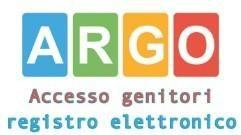 ARGO
Accesso genitori
registro elettronico